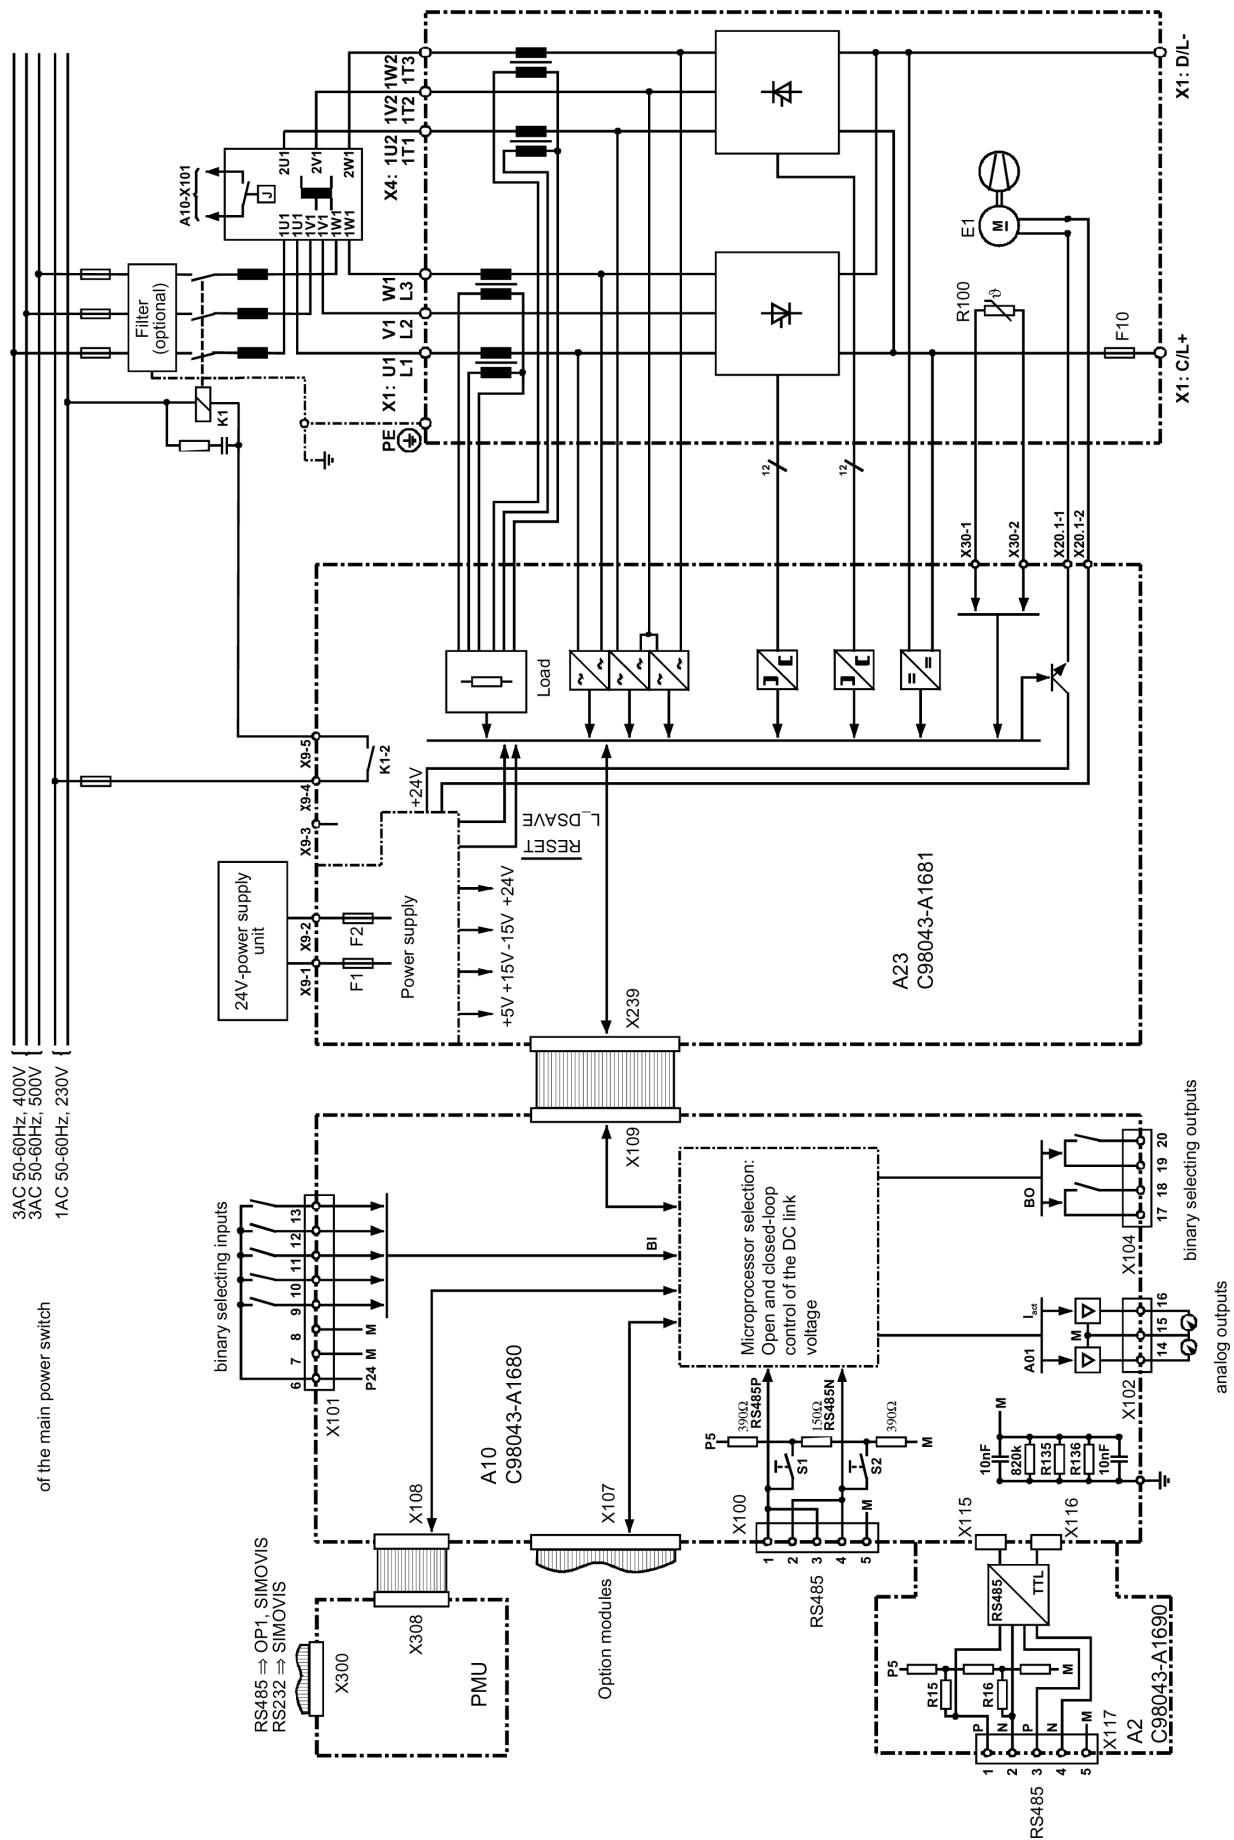 3AC 50-60Hz, 400V {
3AC 50-60Hz, 500V {
1AC 50-60Hz, 230V {
of the main power switch
RS485 ⇒ OP1, SIMOVIS
RS232 ⇒ SIMOVIS
X300
PMU
X308
X108
binary selecting inputs
6
7
8
9
10
11
12
13
X101
P24
M
M
BI
A10
C98043-A1680
X107
Option modules
X109
Microprocessor selection:
Open and closed-loop
control of the DC link
voltage
X100
1
2
3
4
5
RS485
M
S1
S2
P5
390Ω
RS485P
150Ω
RS485N
390Ω
M
A01
I act
M
14
15
16
X102
analog outputs
BO
17
18
19
20
X104
binary selecting outputs
10nF
820k
R135
R136
10nF
M
X115
X116
RS485
TTL
P5
R15
R16
M
P
N
P
N
M
1
2
3
4
5
X117
RS485
A2
C98043-A1690
24V-power supply
unit
X9-1
X9-2
X9-3
X9-4
X9-5
F1
F2
Power supply
+5V
+15V
-15V
+24V
+24V
RESET
L_DSAVE
K1-2
X239
A23
C98043-A1681
Load
X30-1
X30-2
X20.1-1
X20.1-2
12
12
K1
Filter
(optional)
A10-X101
J
1U1
1U1
1V1
1V1
1W1
1W1
2U1
2V1
2W1
PE
X1:
U1
L1
V1
L2
W1
L3
X4:
1U2
1T1
1V2
1T2
1W2
1T3
R100
ϑ
E1
M
F10
X1: C/L+
X1: D/L-